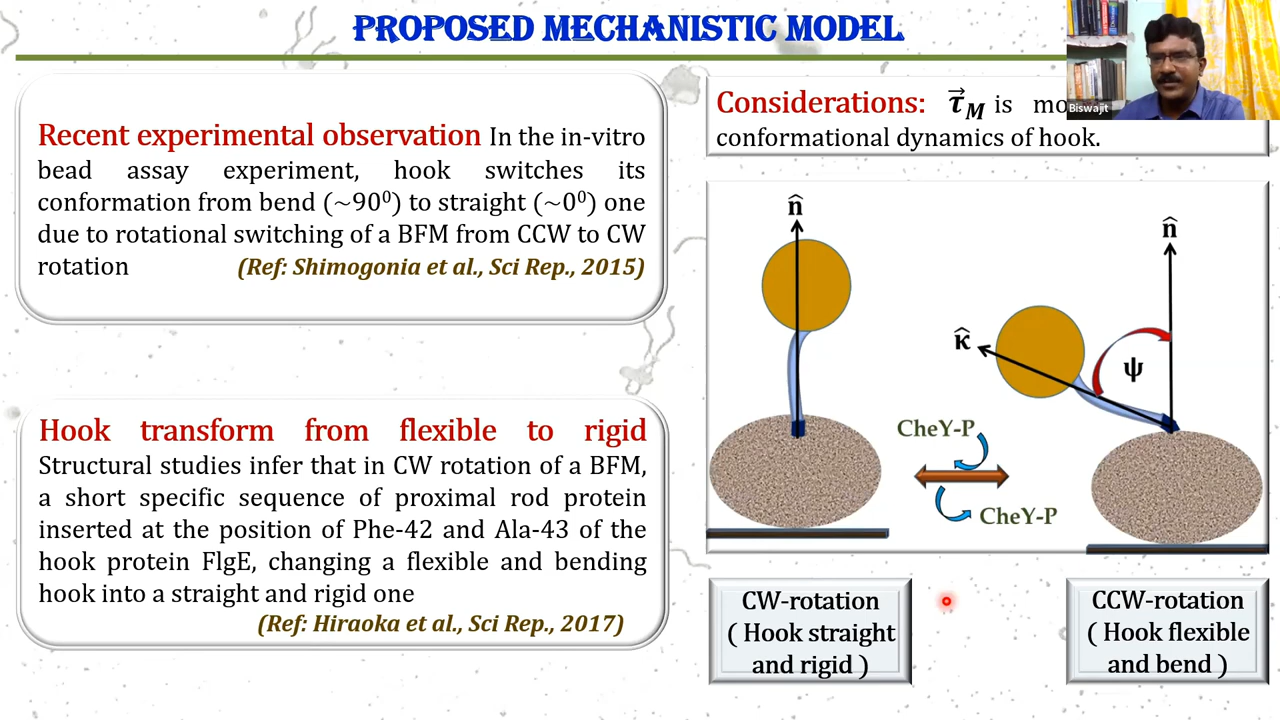 PROPOSED MECHANISTIC MODEL
Recent experimental observation In the in-vitro
bead assay experiment, hook switches its
conformation from bend (~90⁰) to straight (~0⁰) one
due to rotational switching of a BFM from CCW to CW
rotation (Ref: Shimogonia et al., Sci Rep., 2015)
Hook transform from flexible to rigid
Structural studies infer that in CW rotation of a BFM,
a short specific sequence of proximal rod protein
inserted at the position of Phe-42 and Ala-43 of the
hook protein FlgE, changing a flexible and bending
hook into a straight and rigid one
(Ref: Hiraoka et al., Sci Rep., 2017)
Considerations: τ⃗_M is
conformational dynamics of hook.
Biswajit
n̂
n̂
κ̂
ψ
CheY-P
CheY-P
CW-rotation
( Hook straight
and rigid )
CCW-rotation
( Hook flexible
and bend )